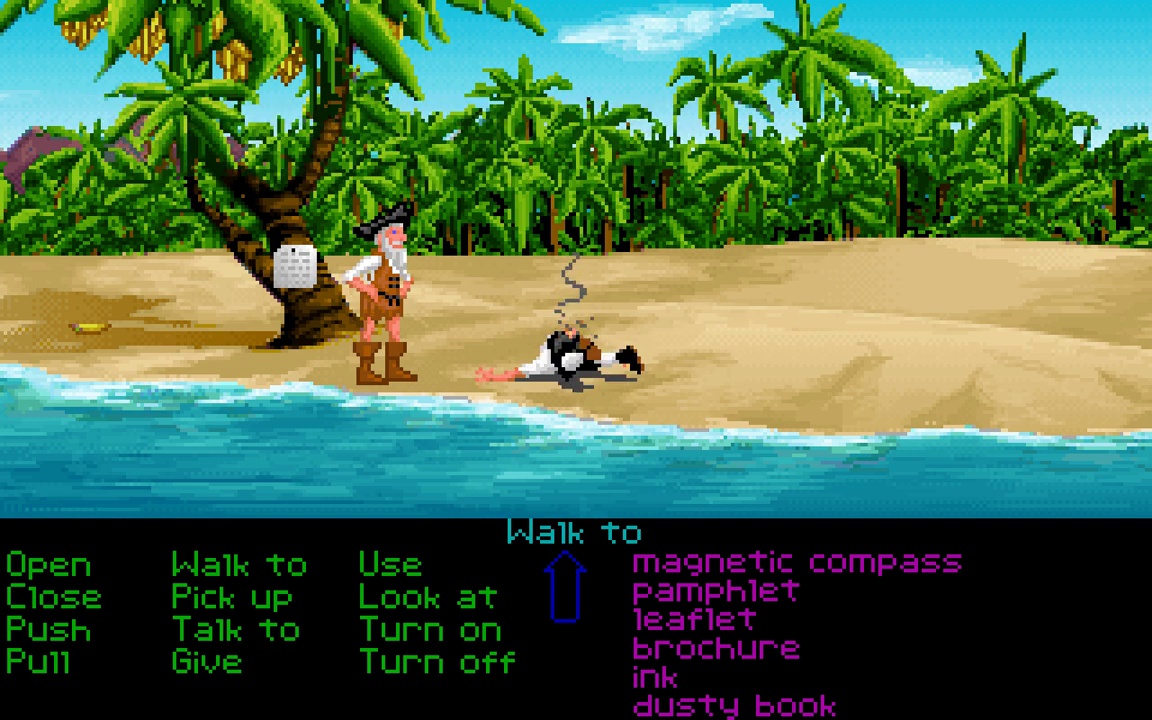 Walk to
Open Walk to Use
Close Pick up Look at
Push Talk to Turn on
Pull Give Turn off
magnetic compass
pamphlet
leaflet
brochure
ink
dusty book